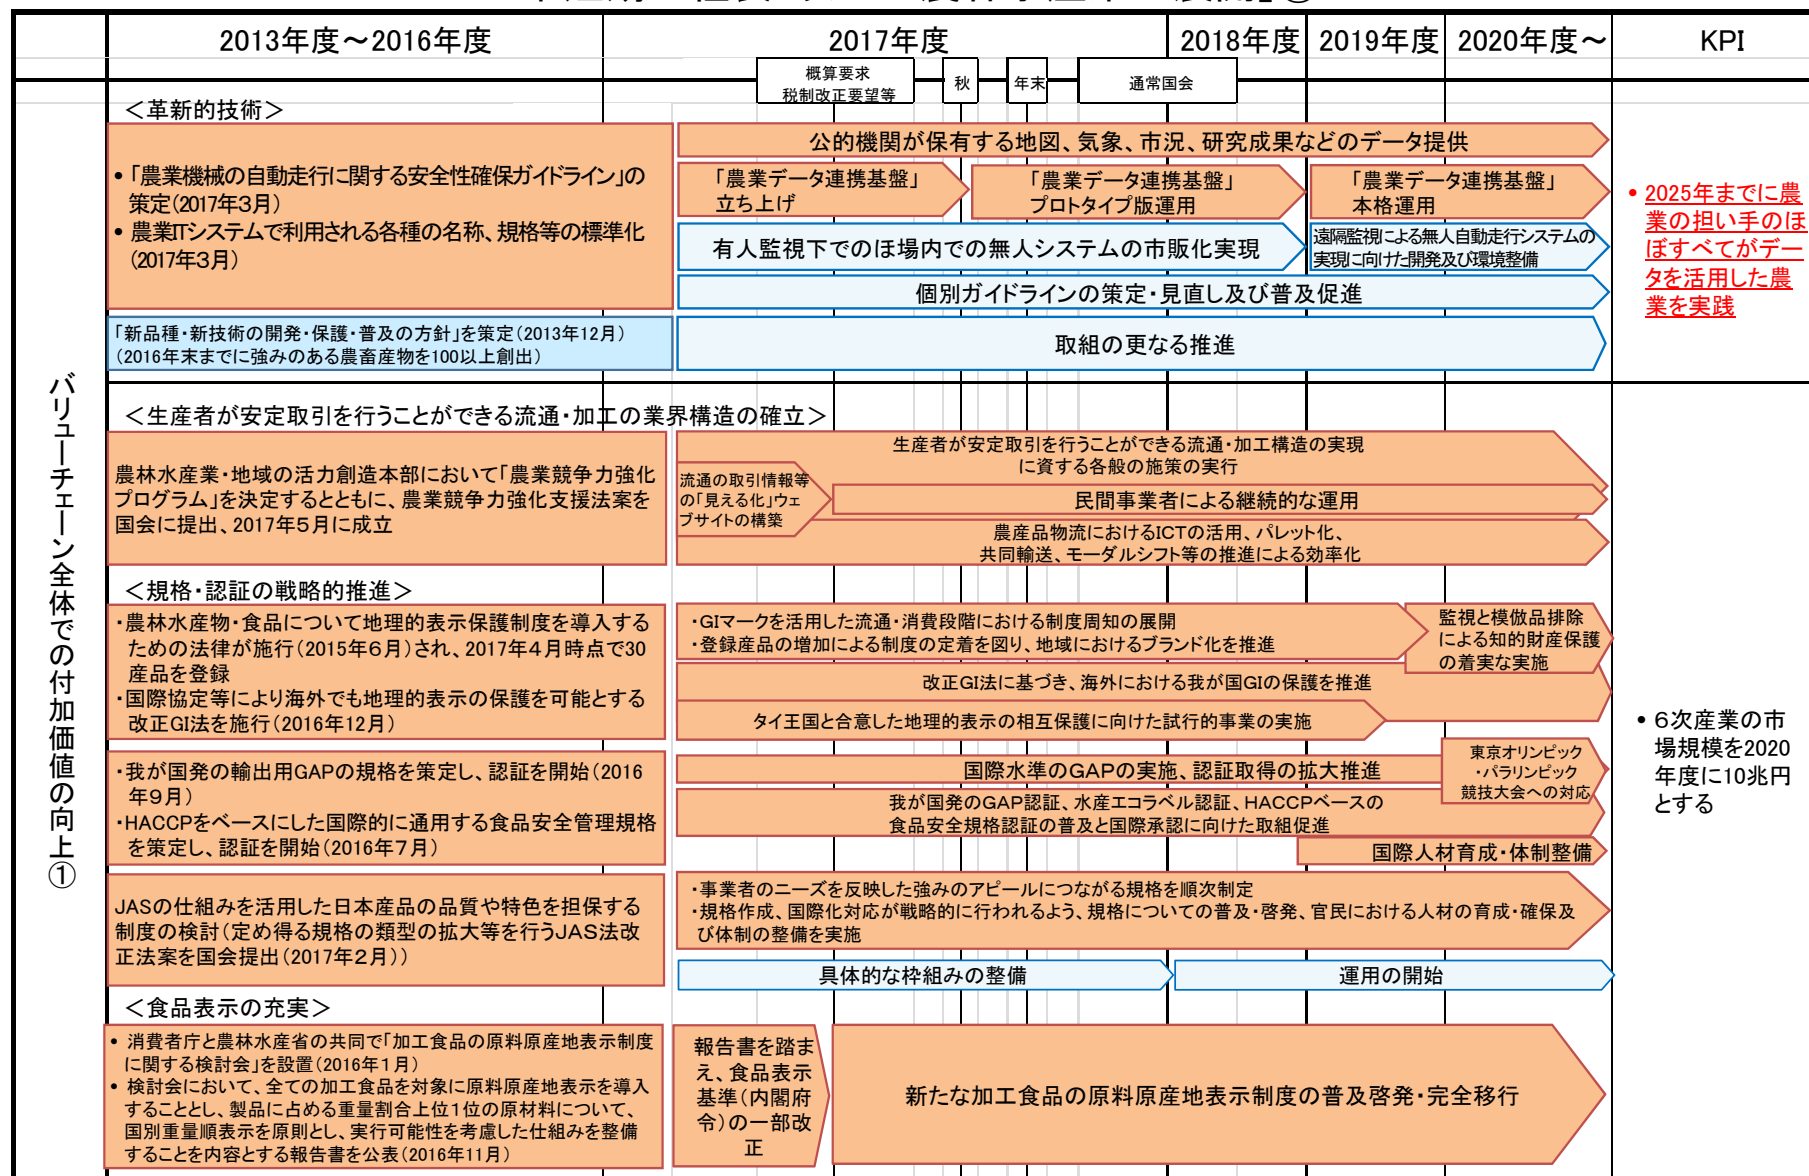 2013年度～2016年度
2017年度
2018年度
2019年度
2020年度～
KPI
概算要求
税制改正要望等
秋
年末
通常国会
バリューチェーン全体での付加価値の向上①
＜革新的技術＞
•「農業機械の自動走行に関する安全性確保ガイドライン」の
策定(2017年３月)
• 農業ITシステムで利用される各種の名称、規格等の標準化
(2017年３月)
公的機関が保有する地図、気象、市況、研究成果などのデータ提供
「農業データ連携基盤」
立ち上げ
「農業データ連携基盤」
プロトタイプ版運用
「農業データ連携基盤」
本格運用
有人監視下でのほ場内での無人システムの市販化実現
遠隔監視による無人自動走行システムの
実現に向けた開発及び環境整備
個別ガイドラインの策定・見直し及び普及促進
「新品種・新技術の開発・保護・普及の方針」を策定（2013年12月）
（2016年末までに強みのある農畜産物を100以上創出）
取組の更なる推進
• 2025年までに農
業の担い手のほ
ぼすべてがデー
タを活用した農
業を実践
＜生産者が安定取引を行うことができる流通・加工の業界構造の確立＞
農林水産業・地域の活力創造本部において「農業競争力強化
プログラム」を決定するとともに、農業競争力強化支援法案を
国会に提出、2017年５月に成立
生産者が安定取引を行うことができる流通・加工構造の実現
に資する各般の施策の実行
流通の取引情報等
の「見える化」ウェ
ブサイトの構築
民間事業者による継続的な運用
農産品物流におけるICTの活用、パレット化、
共同輸送、モーダルシフト等の推進による効率化
＜規格・認証の戦略的推進＞
・農林水産物・食品について地理的表示保護制度を導入する
ための法律が施行（2015年６月）され、2017年４月時点で30
産品を登録
・国際協定等により海外でも地理的表示の保護を可能とする
改正GI法を施行（2016年12月）
・GIマークを活用した流通・消費段階における制度周知の展開
・登録産品の増加による制度の定着を図り、地域におけるブランド化を推進
監視と模倣品排除
による知的財産保護
の着実な実施
改正GI法に基づき、海外における我が国GIの保護を推進
タイ王国と合意した地理的表示の相互保護に向けた試行的事業の実施
・我が国発の輸出用GAPの規格を策定し、認証を開始（2016
年９月）
・HACCPをベースにした国際的に通用する食品安全管理規格
を策定し、認証を開始（2016年７月）
国際水準のGAPの実施、認証取得の拡大推進
東京オリンピック
・パラリンピック
競技大会への対応
我が国発のGAP認証、水産エコラベル認証、HACCPベースの
食品安全規格認証の普及と国際承認に向けた取組促進
国際人材育成・体制整備
JASの仕組みを活用した日本産品の品質や特色を担保する
制度の検討（定め得る規格の類型の拡大等を行うJAS法改
正法案を国会提出（2017年２月））
・事業者のニーズを反映した強みのアピールにつながる規格を順次制定
・規格作成、国際化対応が戦略的に行われるよう、規格についての普及・啓発、官民における人材の育成・確保及
び体制の整備を実施
具体的な枠組みの整備
運用の開始
• ６次産業の市
場規模を2020
年度に10兆円
とする
＜食品表示の充実＞
• 消費者庁と農林水産省の共同で「加工食品の原料原産地表示制度
に関する検討会」を設置（2016年１月）
• 検討会において、全ての加工食品を対象に原料原産地表示を導入
することとし、製品に占める重量割合上位１位の原材料について、
国別重量順表示を原則とし、実行可能性を考慮した仕組みを整備
することを内容とする報告書を公表（2016年11月）
報告書を踏ま
え、食品表示
基準（内閣府
令）の一部改
正
新たな加工食品の原料原産地表示制度の普及啓発・完全移行